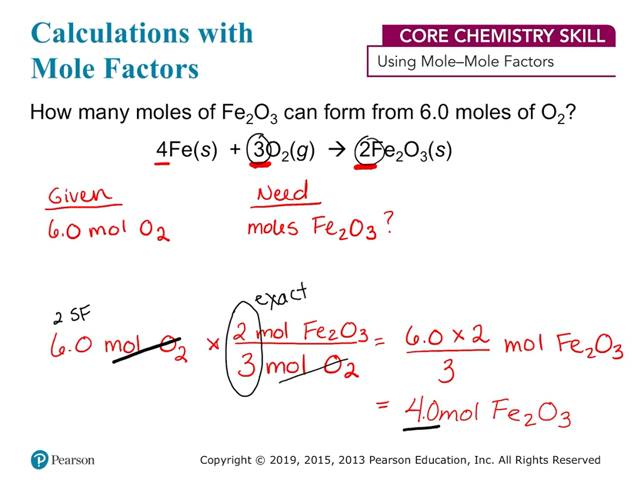 Calculations with
Mole Factors
CORE CHEMISTRY SKILL
Using Mole–Mole Factors
How many moles of Fe₂O₃ can form from 6.0 moles of O₂?
4Fe(s) + 3O₂(g) → 2Fe₂O₃(s)
Given Need
6.0 mol O₂ moles Fe₂O₃?
2 SF exact
6.0 mol O₂ × 2 mol Fe₂O₃ / 3 mol O₂ = 6.0 × 2 / 3 mol Fe₂O₃
= 4.0 mol Fe₂O₃
Pearson
Copyright © 2019, 2015, 2013 Pearson Education, Inc. All Rights Reserved